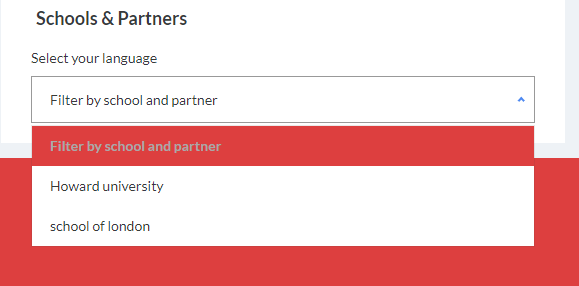 Schools & Partners
Select your language
Filter by school and partner
Filter by school and partner
Howard university
school of london